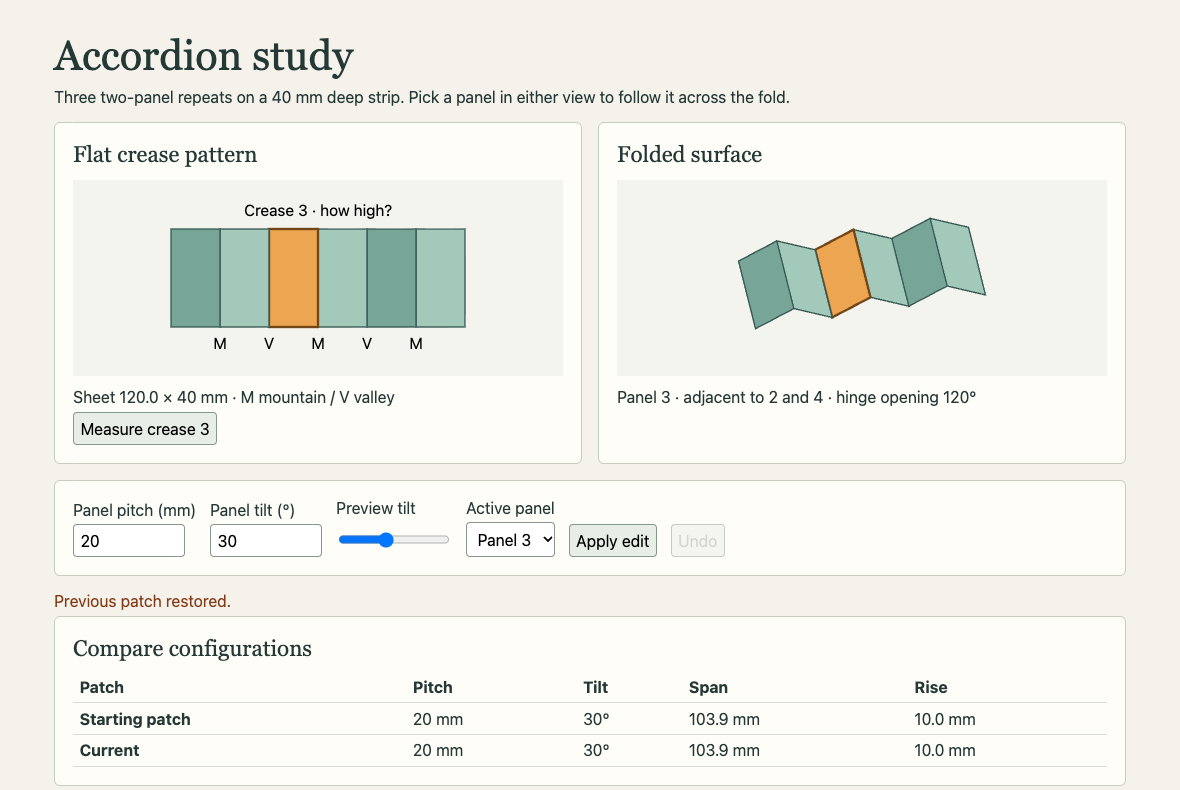 Accordion study
Three two-panel repeats on a 40 mm deep strip. Pick a panel in either view to follow it across the fold.
Flat crease pattern
Crease 3 · how high?
M V M V M
Sheet 120.0 × 40 mm · M mountain / V valley
Measure crease 3
Folded surface
Panel 3 · adjacent to 2 and 4 · hinge opening 120°
Panel pitch (mm) Panel tilt (°) Preview tilt Active panel
20 30 Panel 3 Apply edit Undo
Previous patch restored.
Compare configurations
Patch Pitch Tilt Span Rise
Starting patch 20 mm 30° 103.9 mm 10.0 mm
Current 20 mm 30° 103.9 mm 10.0 mm